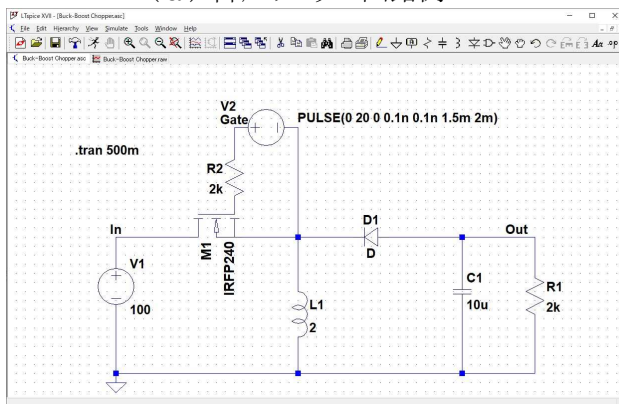 LTspice XVII - [Buck-Boost Chopper.asc]
File Edit Hierarchy View Simulate Tools Window Help
Buck-Boost Chopper.asc Buck-Boost Chopper.raw
V2
Gate
PULSE(0 20 0 0.1n 0.1n 1.5m 2m)
.tran 500m
R2
2k
In
M1
IRFP240
D1
D
Out
V1
100
L1
2
C1
10u
R1
2k